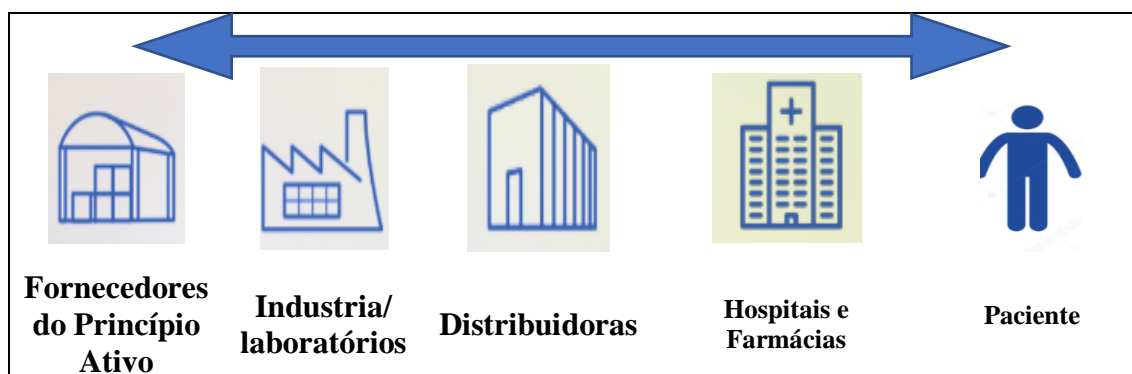 Fornecedores
do Princípio
Ativo
Industria/
laboratórios
Distribuidoras
Hospitais e
Farmácias
Paciente